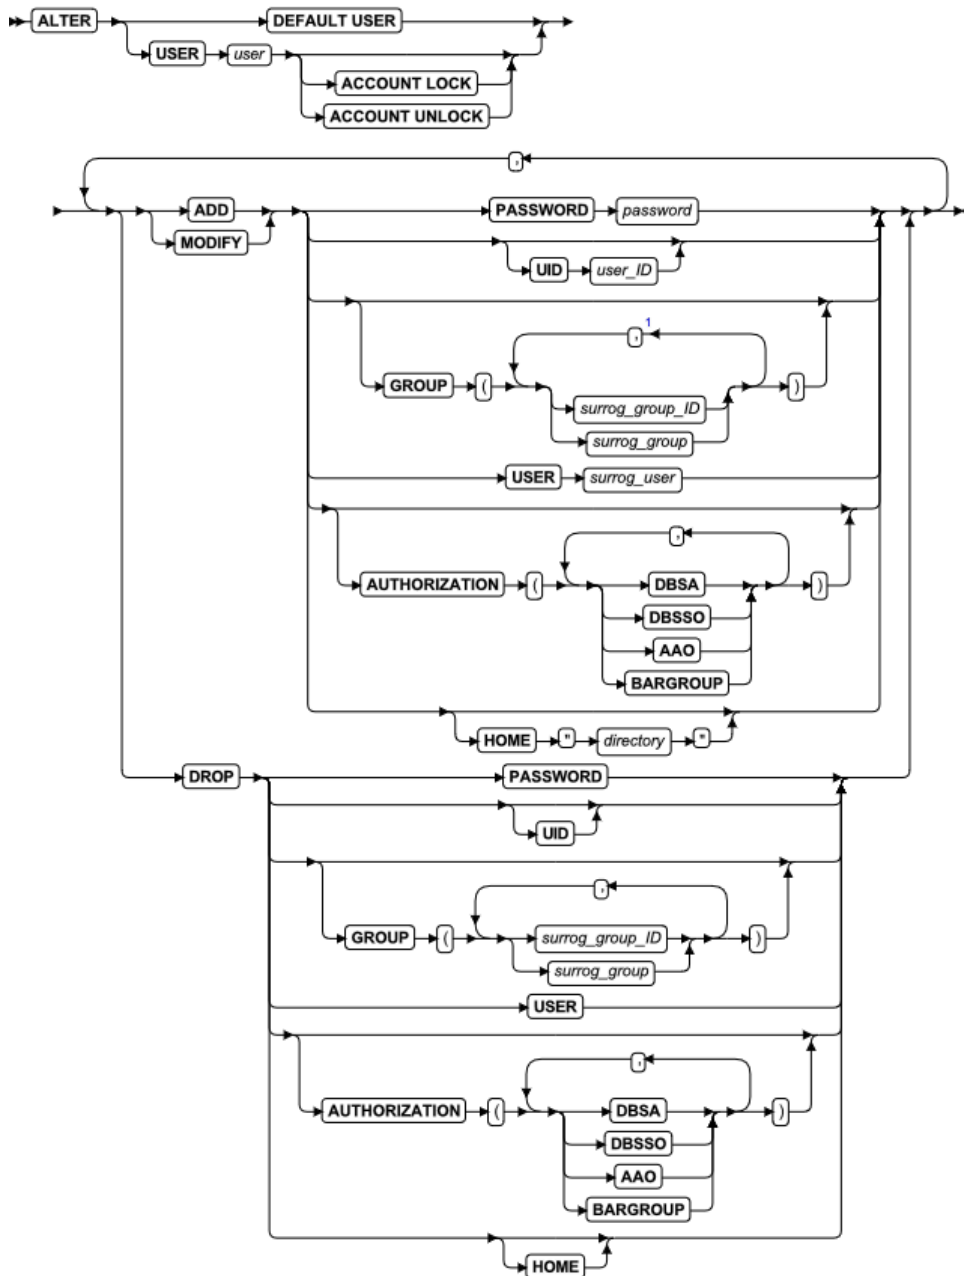 ALTER DEFAULT USER
USER user
ACCOUNT LOCK
ACCOUNT UNLOCK
,
ADD PASSWORD password
MODIFY
UID user_ID
, 1
GROUP ( surrog_group_ID )
surrog_group
USER surrog_user
,
AUTHORIZATION ( DBSA )
DBSSO
AAO
BARGROUP
HOME " directory "
DROP PASSWORD
UID
,
GROUP ( surrog_group_ID )
surrog_group
USER
,
AUTHORIZATION ( DBSA )
DBSSO
AAO
BARGROUP
HOME